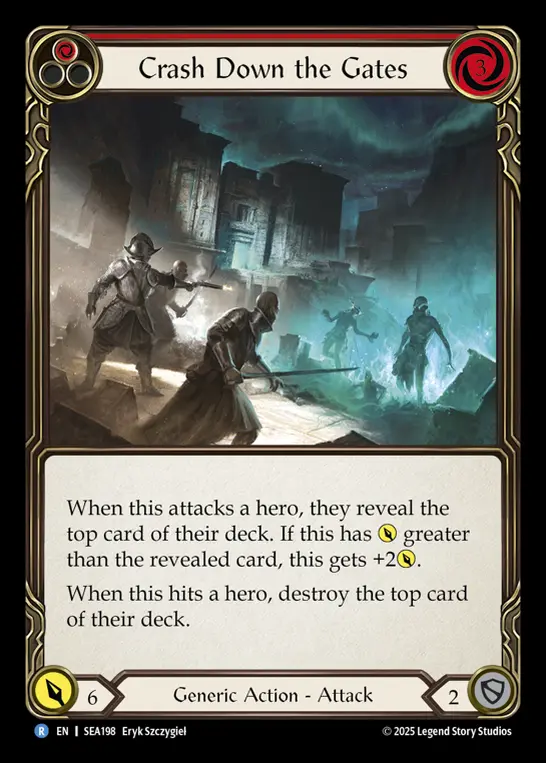 Crash Down the Gates
3
When this attacks a hero, they reveal the
top card of their deck. If this has greater
than the revealed card, this gets +2.
When this hits a hero, destroy the top card
of their deck.
6
Generic Action - Attack
2
R EN | SEA198 Eryk Szczygieł
© 2025 Legend Story Studios